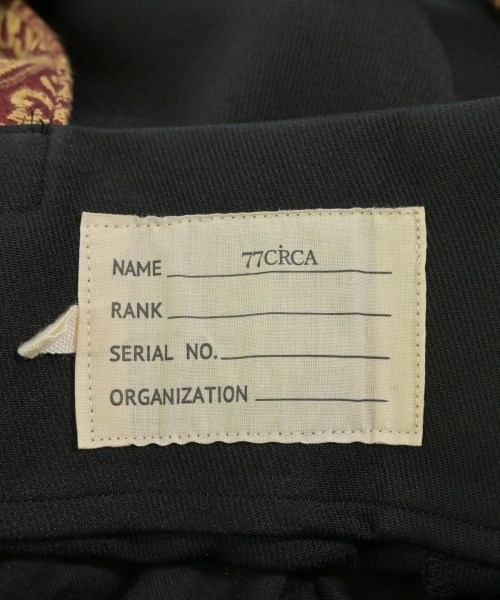 NAME 77CIRCA
RANK
SERIAL NO.
ORGANIZATION